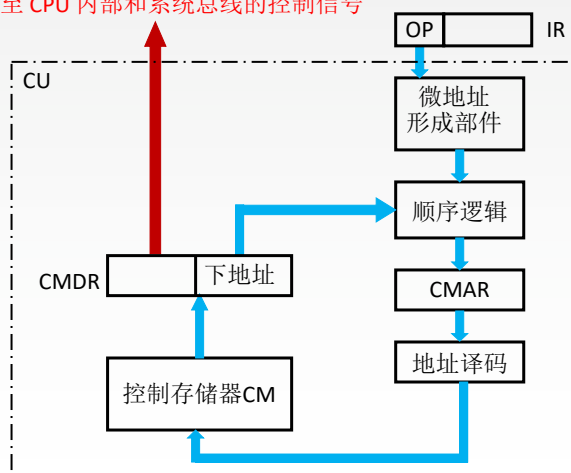 至 CPU 内部和系统总线的控制信号
OP
IR
CU
微地址
形成部件
顺序逻辑
CMDR
下地址
CMAR
地址译码
控制存储器CM